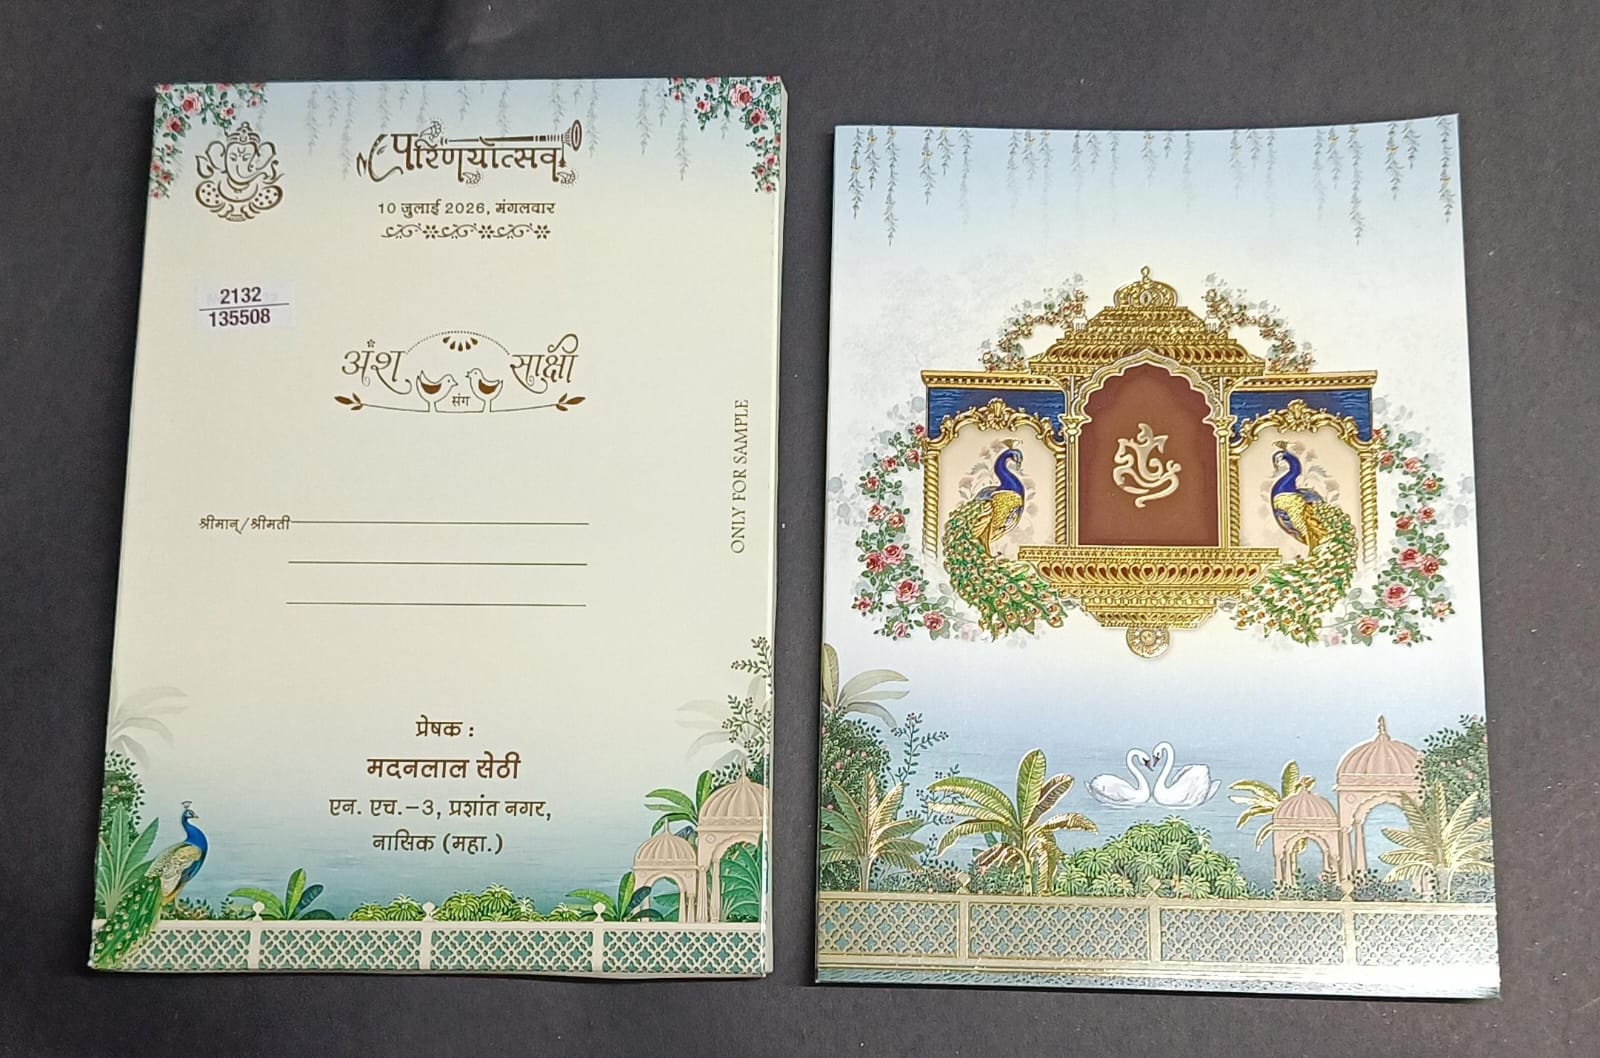 परिणयोत्सव
10 जुलाई 2026, मंगलवार
2132
135508
अंश संग साक्षी
श्रीमान्/श्रीमती
ONLY FOR SAMPLE
प्रेषक :
मदनलाल सेठी
एन. एच.-3, प्रशांत नगर,
नासिक (महा.)